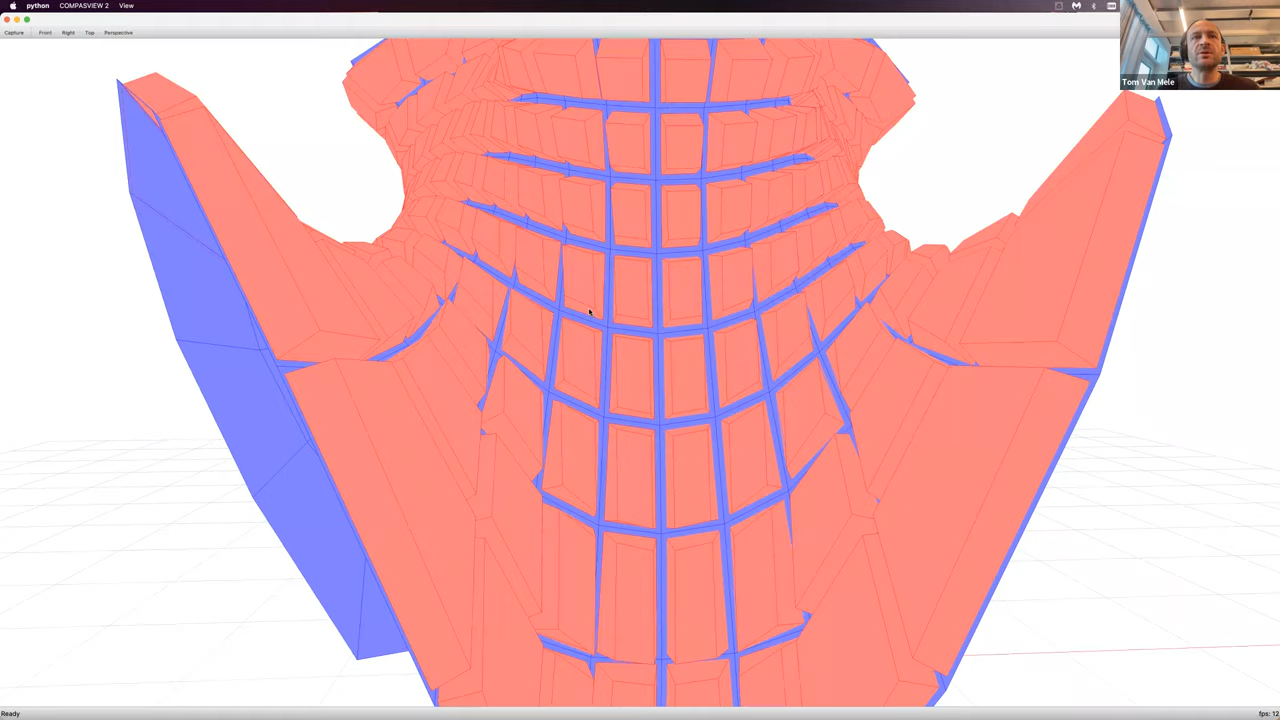 python COMPASVIEW 2 View
Capture Front Right Top Perspective
Tom Van Mele
Ready fps: 12